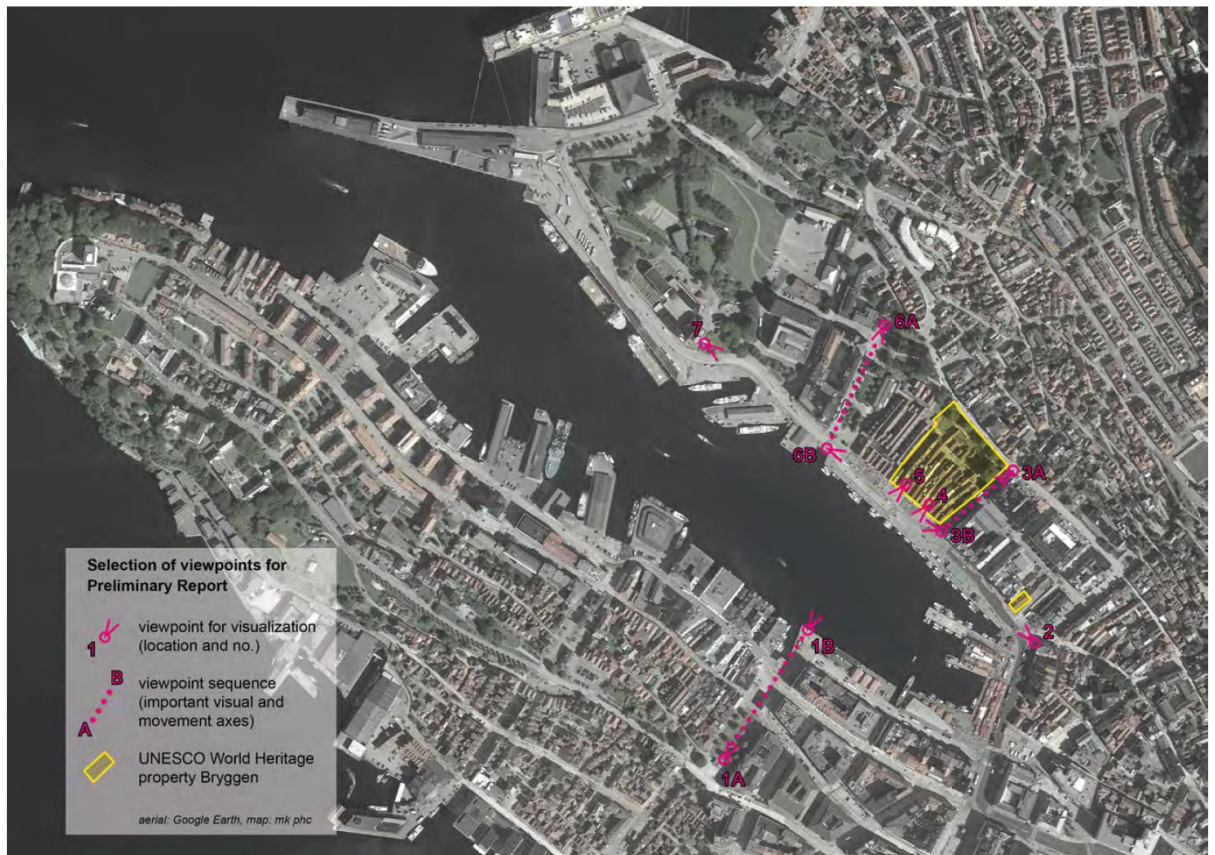 7
6A
6B
5
4
3A
3B
2
1B
1A
Selection of viewpoints for
Preliminary Report
1
viewpoint for visualization
(location and no.)
B
A
viewpoint sequence
(important visual and
movement axes)
UNESCO World Heritage
property Bryggen
aerial: Google Earth, map: mk phc